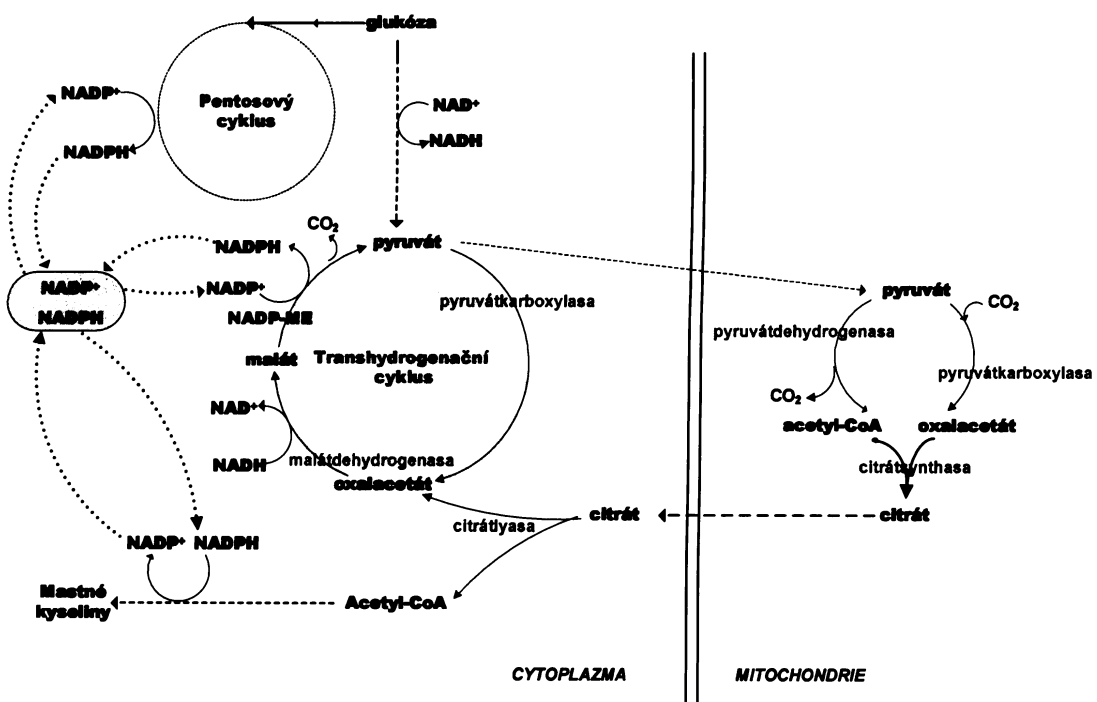 glukóza
NADP⁺
Pentosový
cyklus
NAD⁺
NADH
NADPH
CO₂
pyruvát
NADPH
NADP⁺
NADPH
NADP⁺
NADP-ME
pyruvátkarboxylasa
malát
Transhydrogenační
cyklus
NAD⁺
NADH
malátdehydrogenasa
oxalacetát
pyruvát
CO₂
pyruvátdehydrogenasa
pyruvátkarboxylasa
CO₂
acetyl-CoA
oxalacetát
citrátsynthasa
citrát
citrát
citrátlyasa
NADP⁺ NADPH
Mastné
kyseliny
Acetyl-CoA
CYTOPLAZMA
MITOCHONDRIE